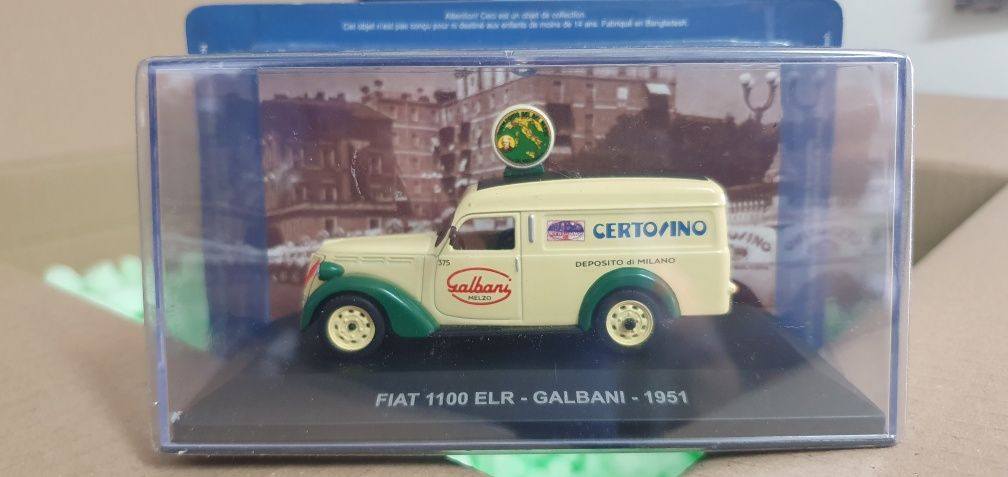 Attention! Ceci est un objet de collection.
Cet objet n'est pas conçu pour ni destiné aux enfants de moins de 14 ans. Fabriqué en Bangladesh.
CERTOSINO
DEPOSITO di MILANO
375
Galbani
MELZO
FIAT 1100 ELR - GALBANI - 1951